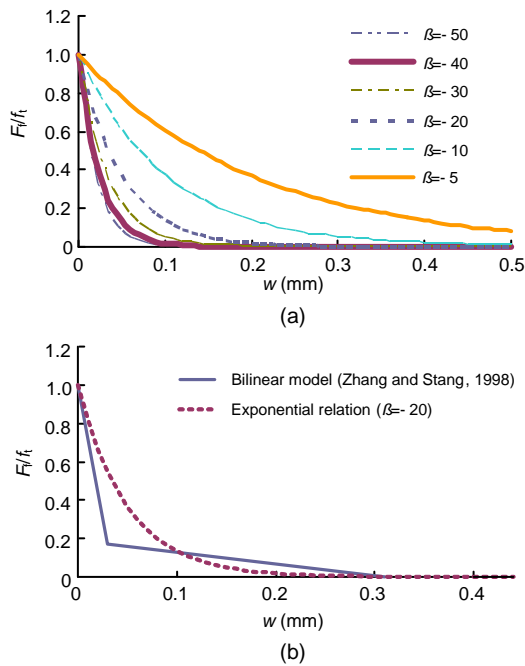 1.2
1.0
0.8
0.6
0.4
0.2
0
Fₜ/fₜ
ß=- 50
ß=- 40
ß=- 30
ß=- 20
ß=- 10
ß=- 5
0 0.1 0.2 0.3 0.4 0.5
w (mm)
(a)
1.2
1.0
0.8
0.6
0.4
0.2
0
Fₜ/fₜ
Bilinear model (Zhang and Stang, 1998)
Exponential relation (ß=- 20)
0 0.1 0.2 0.3 0.4
w (mm)
(b)